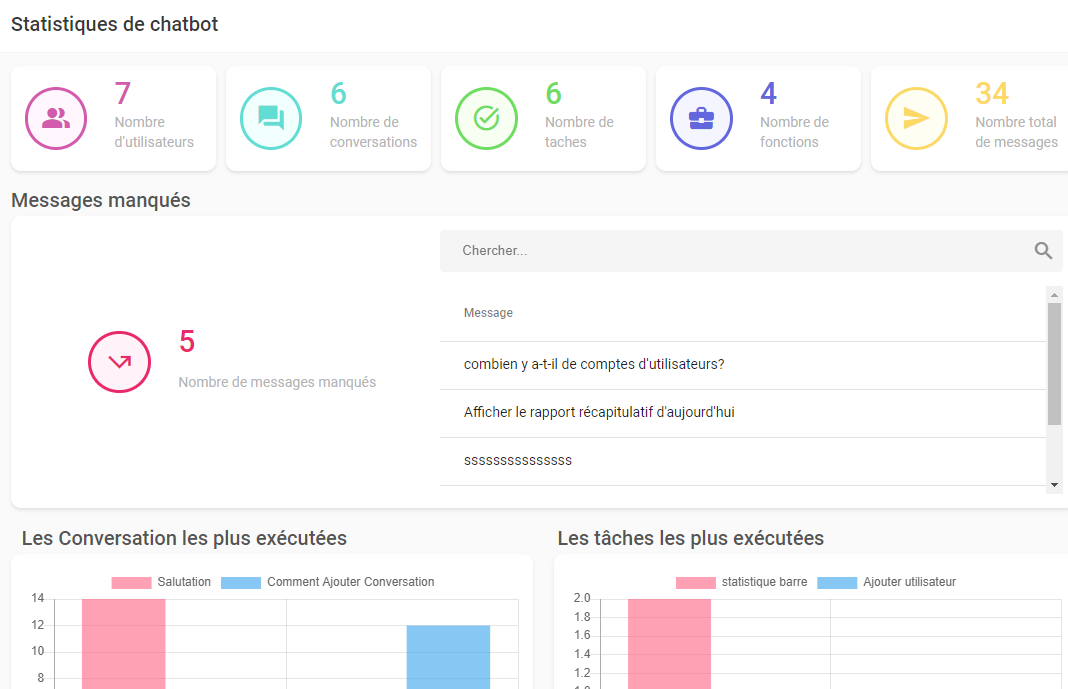 Statistiques de chatbot
7
Nombre
d'utilisateurs
6
Nombre de
conversations
6
Nombre de
taches
4
Nombre de
fonctions
34
Nombre total
de messages
Messages manqués
5
Nombre de messages manqués
Chercher...
Message
combien y a-t-il de comptes d'utilisateurs?
Afficher le rapport récapitulatif d'aujourd'hui
sssssssssssssss
Les Conversation les plus exécutées
Salutation Comment Ajouter Conversation
14
12
10
8
Les tâches les plus exécutées
statistique barre Ajouter utilisateur
2.0
1.8
1.6
1.4
1.2